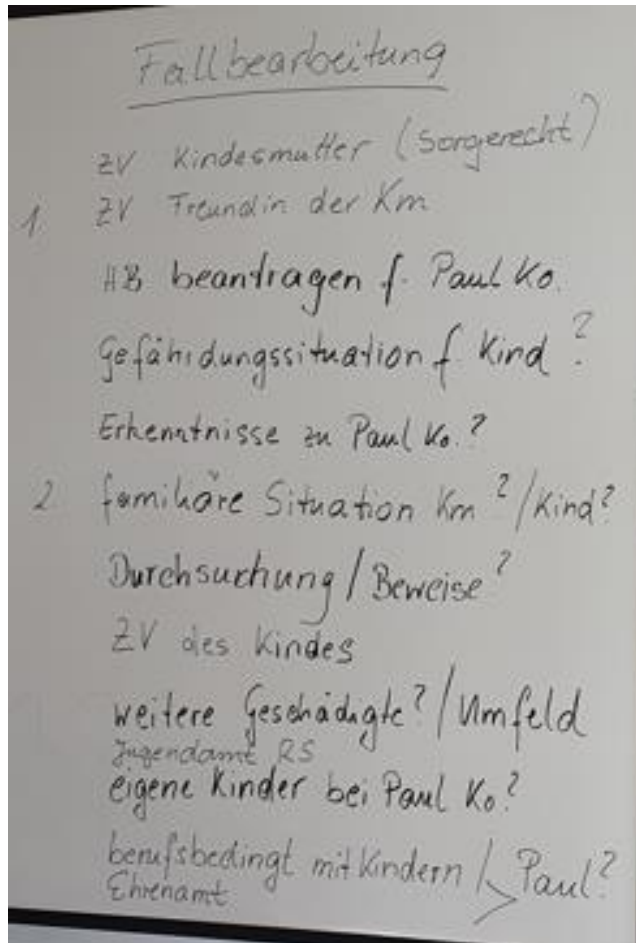 Fallbearbeitung
ZV Kindesmutter (Sorgerecht)
1. ZV Freundin der Km
HB beantragen f. Paul Ko.
Gefährdungssituation f Kind?
Erkenntnisse zu Paul Ko.?
2 familiäre Situation Km?/Kind?
Durchsuchung/Beweise?
ZV des Kindes
weitere Geschädigte?/Umfeld
Jugendamt RS
eigene Kinder bei Paul Ko?
berufsbedingt mit Kindern / > Paul?
Ehrenamt